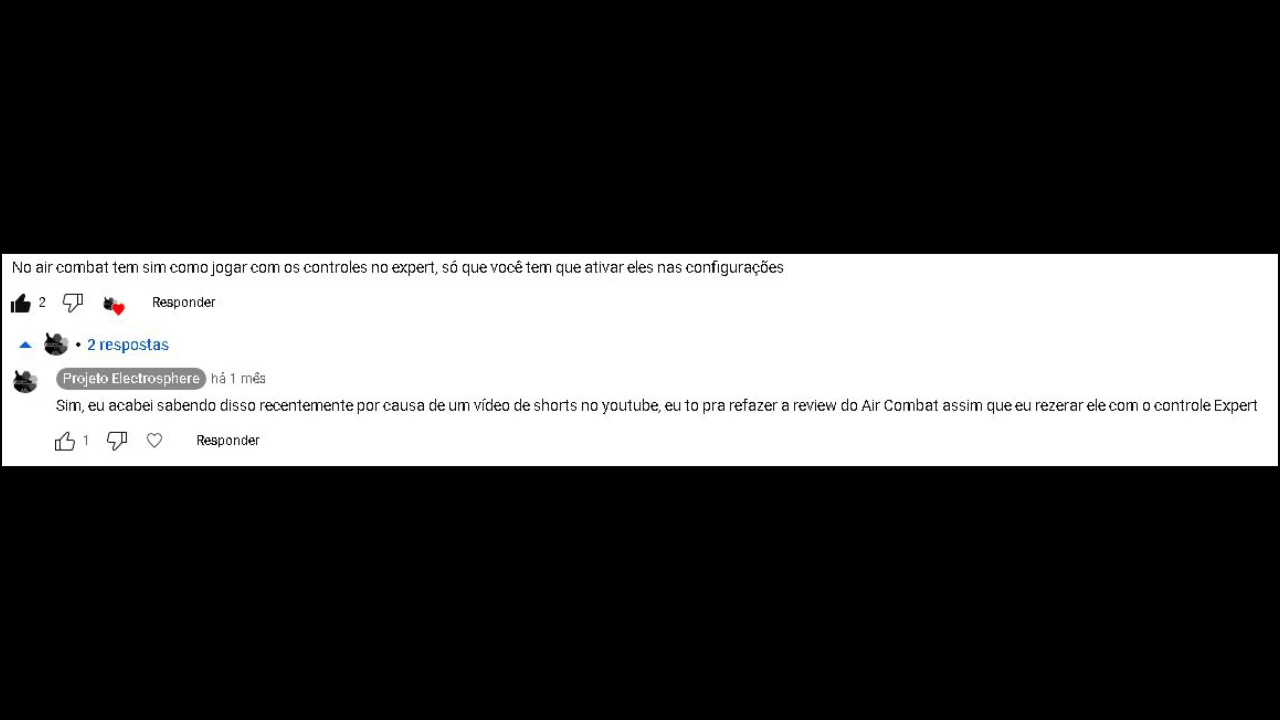 No air combat tem sim como jogar com os controles no expert, só que você tem que ativar eles nas configurações
2 Responder
• 2 respostas
Projeto Electrosphere há 1 mês
Sim, eu acabei sabendo disso recentemente por causa de um vídeo de shorts no youtube, eu to pra refazer a review do Air Combat assim que eu rezerar ele com o controle Expert
1 Responder